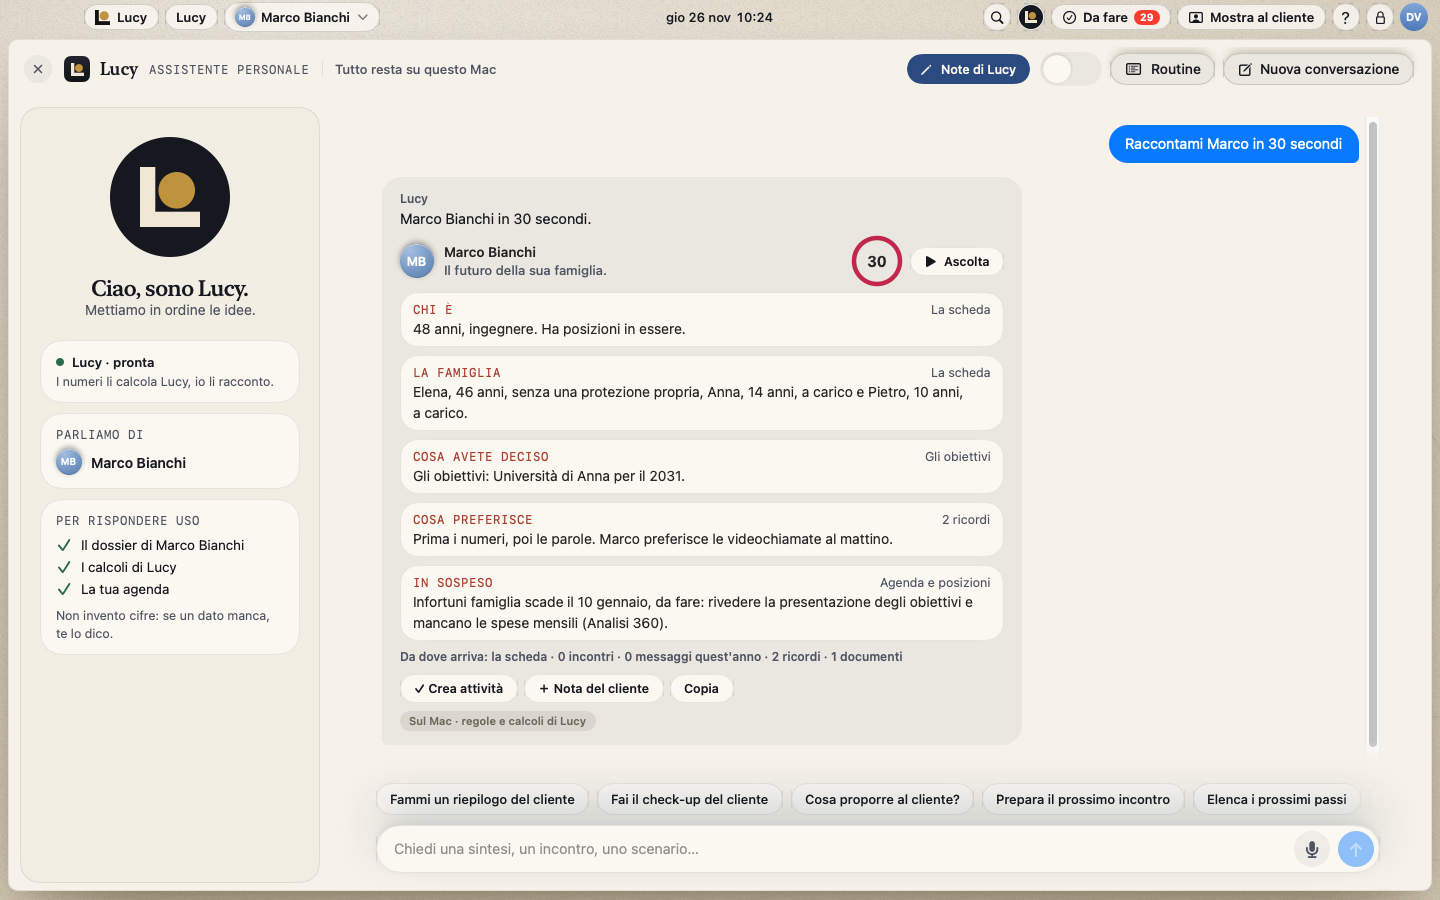 Lucy
Lucy
MB Marco Bianchi
gio 26 nov 10:24
Da fare 29
Mostra al cliente
?
DV
Lucy ASSISTENTE PERSONALE
Tutto resta su questo Mac
Note di Lucy
Routine
Nuova conversazione
Ciao, sono Lucy.
Mettiamo in ordine le idee.
Lucy · pronta
I numeri li calcola Lucy, io li racconto.
PARLIAMO DI
MB Marco Bianchi
PER RISPONDERE USO
Il dossier di Marco Bianchi
I calcoli di Lucy
La tua agenda
Non invento cifre: se un dato manca,
te lo dico.
Raccontami Marco in 30 secondi
Lucy
Marco Bianchi in 30 secondi.
MB
Marco Bianchi
Il futuro della sua famiglia.
30
Ascolta
CHI È
La scheda
48 anni, ingegnere. Ha posizioni in essere.
LA FAMIGLIA
La scheda
Elena, 46 anni, senza una protezione propria, Anna, 14 anni, a carico e Pietro, 10 anni,
a carico.
COSA AVETE DECISO
Gli obiettivi
Gli obiettivi: Università di Anna per il 2031.
COSA PREFERISCE
2 ricordi
Prima i numeri, poi le parole. Marco preferisce le videochiamate al mattino.
IN SOSPESO
Agenda e posizioni
Infortuni famiglia scade il 10 gennaio, da fare: rivedere la presentazione degli obiettivi e
mancano le spese mensili (Analisi 360).
Da dove arriva: la scheda · 0 incontri · 0 messaggi quest'anno · 2 ricordi · 1 documenti
✓ Crea attività
+ Nota del cliente
Copia
Sul Mac · regole e calcoli di Lucy
Fammi un riepilogo del cliente
Fai il check-up del cliente
Cosa proporre al cliente?
Prepara il prossimo incontro
Elenca i prossimi passi
Chiedi una sintesi, un incontro, uno scenario…